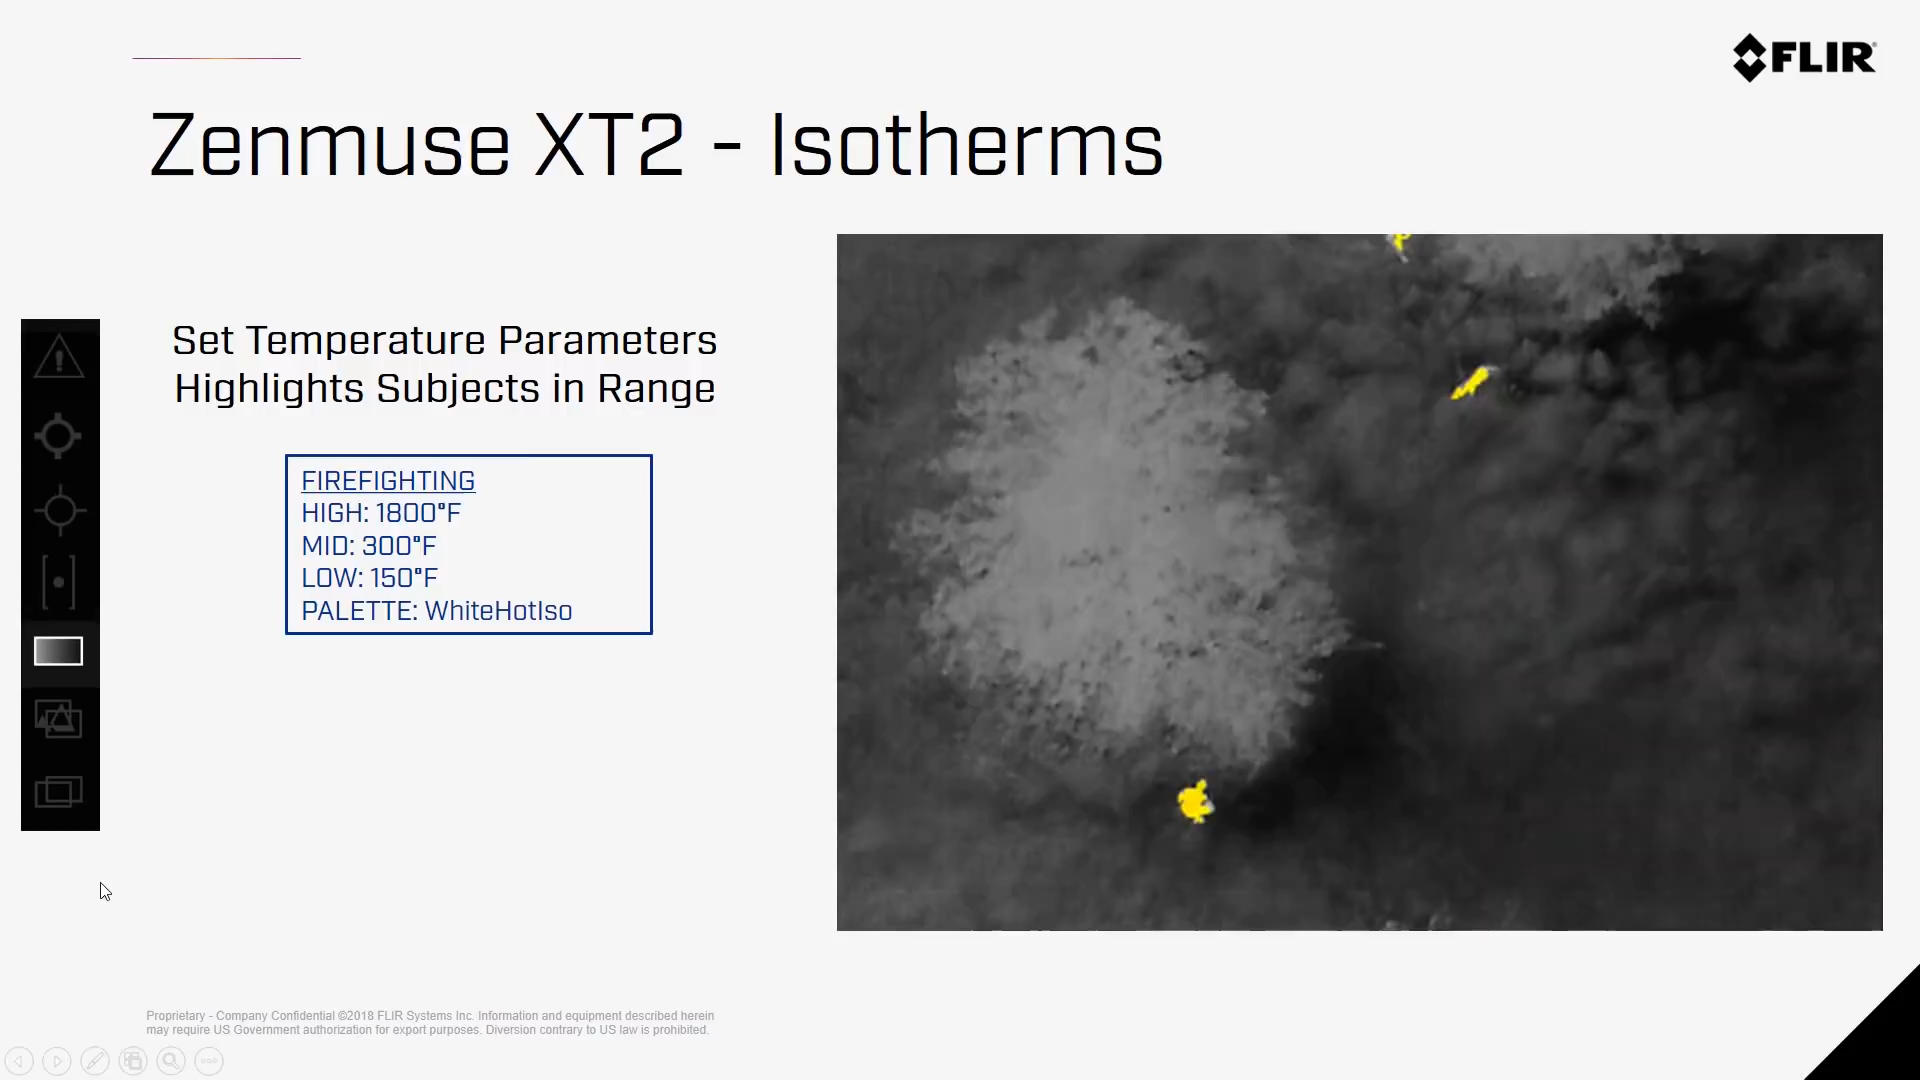 FLIR
Zenmuse XT2 - Isotherms
Set Temperature Parameters
Highlights Subjects in Range
FIREFIGHTING
HIGH: 1800°F
MID: 300°F
LOW: 150°F
PALETTE: WhiteHotIso
Proprietary - Company Confidential ©2018 FLIR Systems Inc. Information and equipment described herein
may require US Government authorization for export purposes. Diversion contrary to US law is prohibited.